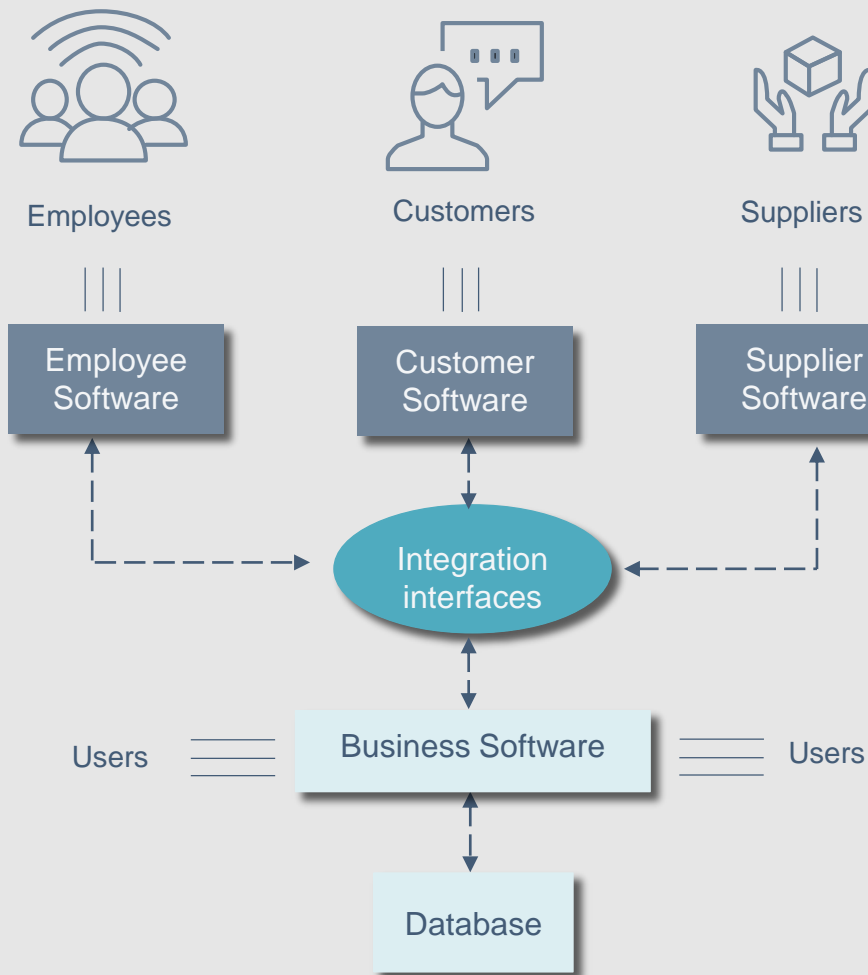 Employees
Customers
Suppliers
Employee
Software
Customer
Software
Supplier
Software
Integration
interfaces
Users
Business Software
Users
Database